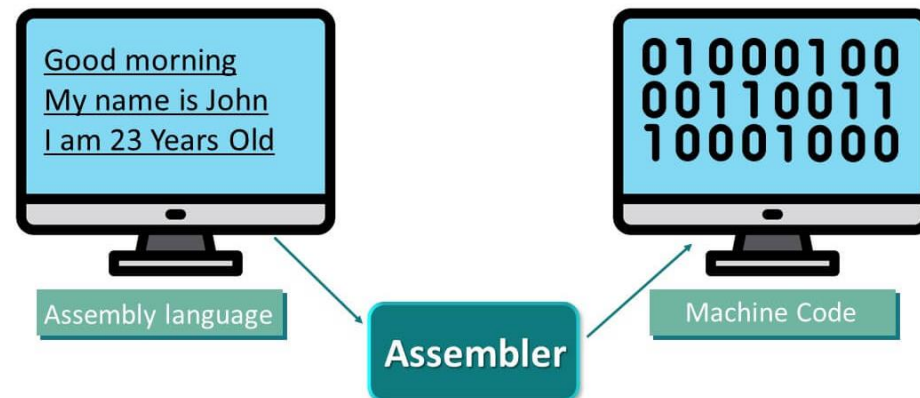 Good morning
My name is John
I am 23 Years Old
01000100
00110011
10001000
Assembly language
Assembler
Machine Code